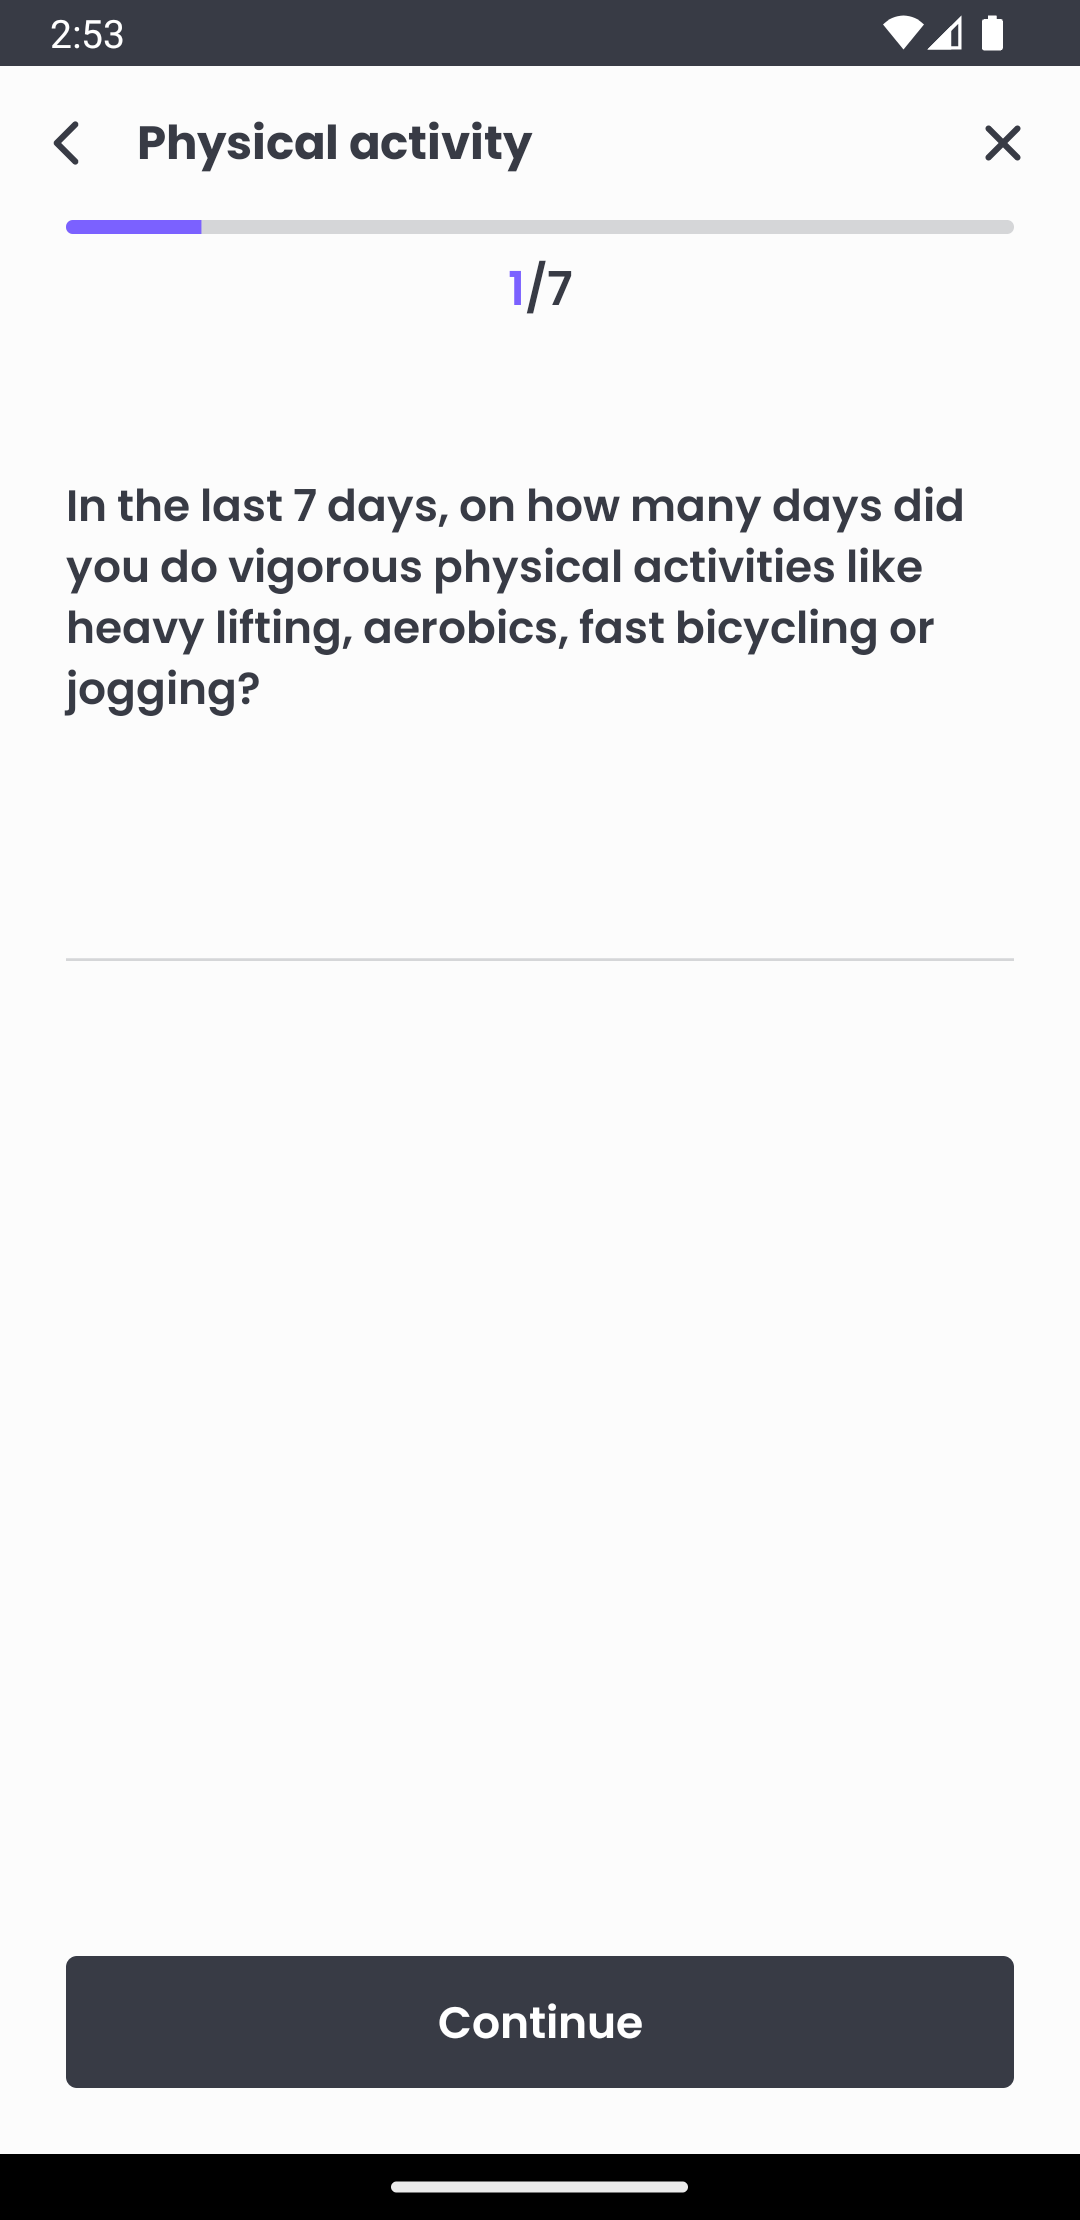 2:53
Physical activity
1/7
In the last 7 days, on how many days did
you do vigorous physical activities like
heavy lifting, aerobics, fast bicycling or
jogging?
Continue